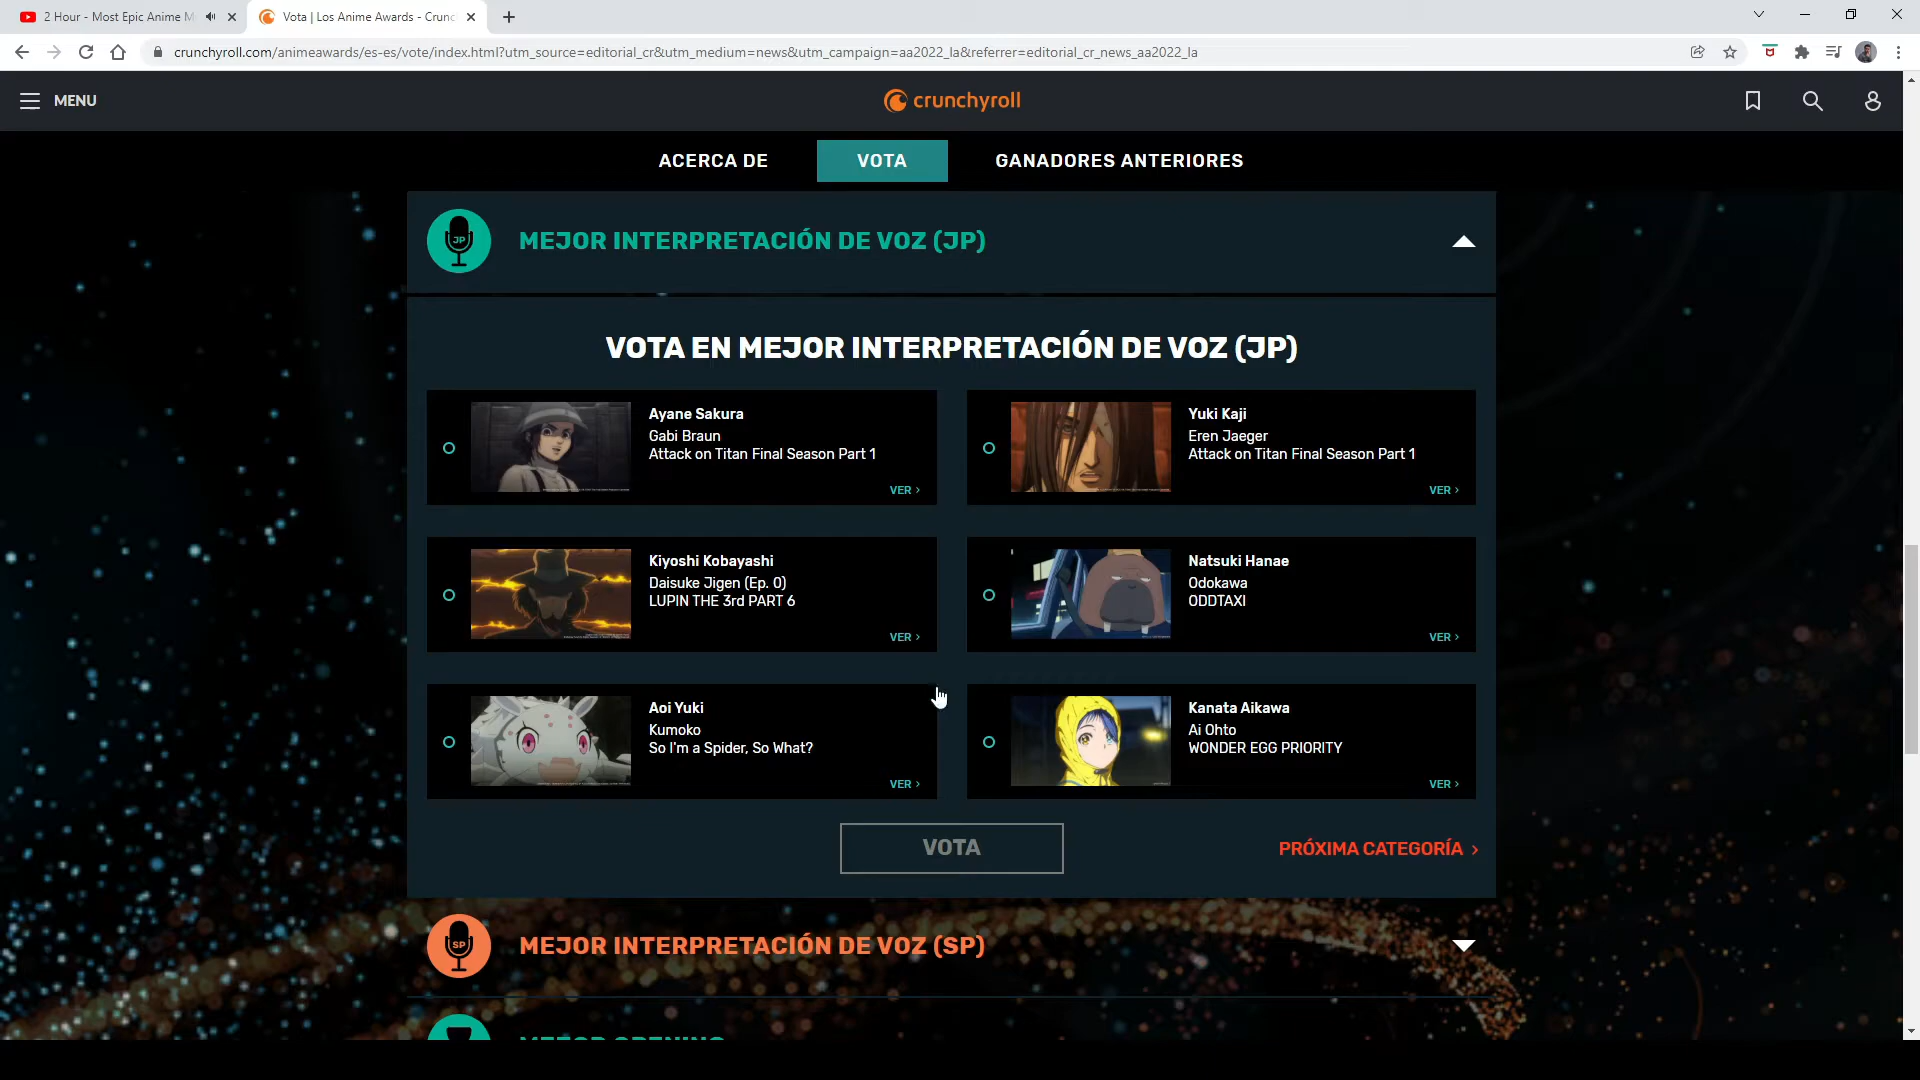 2 Hour - Most Epic Anime M
Vota | Los Anime Awards - Crunc
crunchyroll.com/animeawards/es-es/vote/index.html?utm_source=editorial_cr&utm_medium=news&utm_campaign=aa2022_la&referrer=editorial_cr_news_aa2022_la
MENU
crunchyroll
ACERCA DE
VOTA
GANADORES ANTERIORES
JP
MEJOR INTERPRETACIÓN DE VOZ (JP)
VOTA EN MEJOR INTERPRETACIÓN DE VOZ (JP)
Ayane Sakura
Gabi Braun
Attack on Titan Final Season Part 1
VER ›
Yuki Kaji
Eren Jaeger
Attack on Titan Final Season Part 1
VER ›
Kiyoshi Kobayashi
Daisuke Jigen (Ep. 0)
LUPIN THE 3rd PART 6
VER ›
Natsuki Hanae
Odokawa
ODDTAXI
VER ›
Aoi Yuki
Kumoko
So I'm a Spider, So What?
VER ›
Kanata Aikawa
Ai Ohto
WONDER EGG PRIORITY
VER ›
VOTA
PRÓXIMA CATEGORÍA ›
SP
MEJOR INTERPRETACIÓN DE VOZ (SP)
MEJOR OPENING